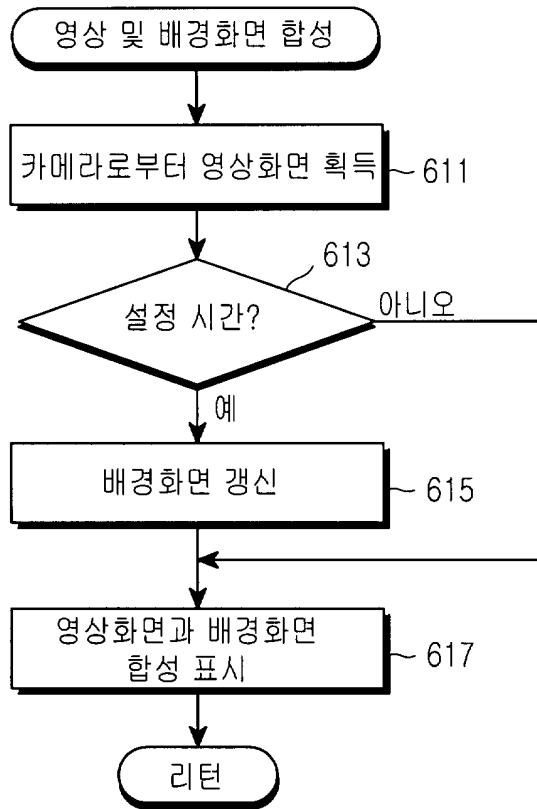 영상 및 배경화면 합성
카메라로부터 영상화면 획득
611
613
설정 시간?
아니오
예
배경화면 갱신
615
영상화면과 배경화면
합성 표시
617
리턴